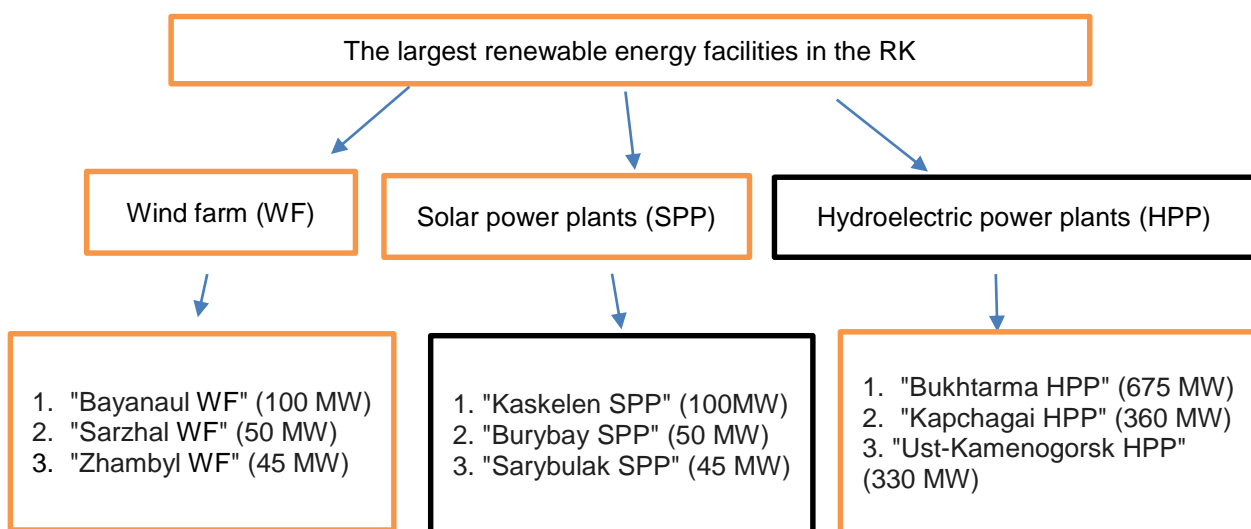 The largest renewable energy facilities in the RK
Wind farm (WF)
Solar power plants (SPP)
Hydroelectric power plants (HPP)
1. "Bayanaul WF" (100 MW)
2. "Sarzhal WF" (50 MW)
3. "Zhambyl WF" (45 MW)
1. "Kaskelen SPP" (100MW)
2. "Burybay SPP" (50 MW)
3. "Sarybulak SPP" (45 MW)
1. "Bukhtarma HPP" (675 MW)
2. "Kapchagai HPP" (360 MW)
3. "Ust-Kamenogorsk HPP"
(330 MW)